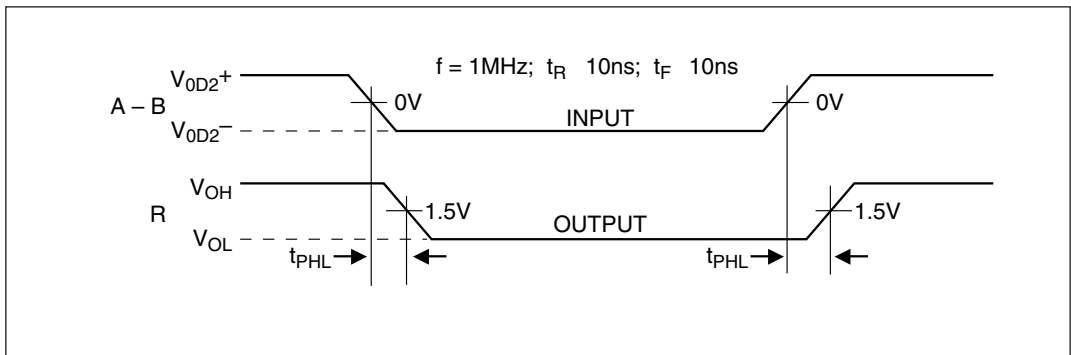 f = 1MHz; tR 10ns; tF 10ns
V0D2+
A – B
0V
0V
V0D2–
INPUT
VOH
R
1.5V
1.5V
VOL
OUTPUT
tPHL
tPHL